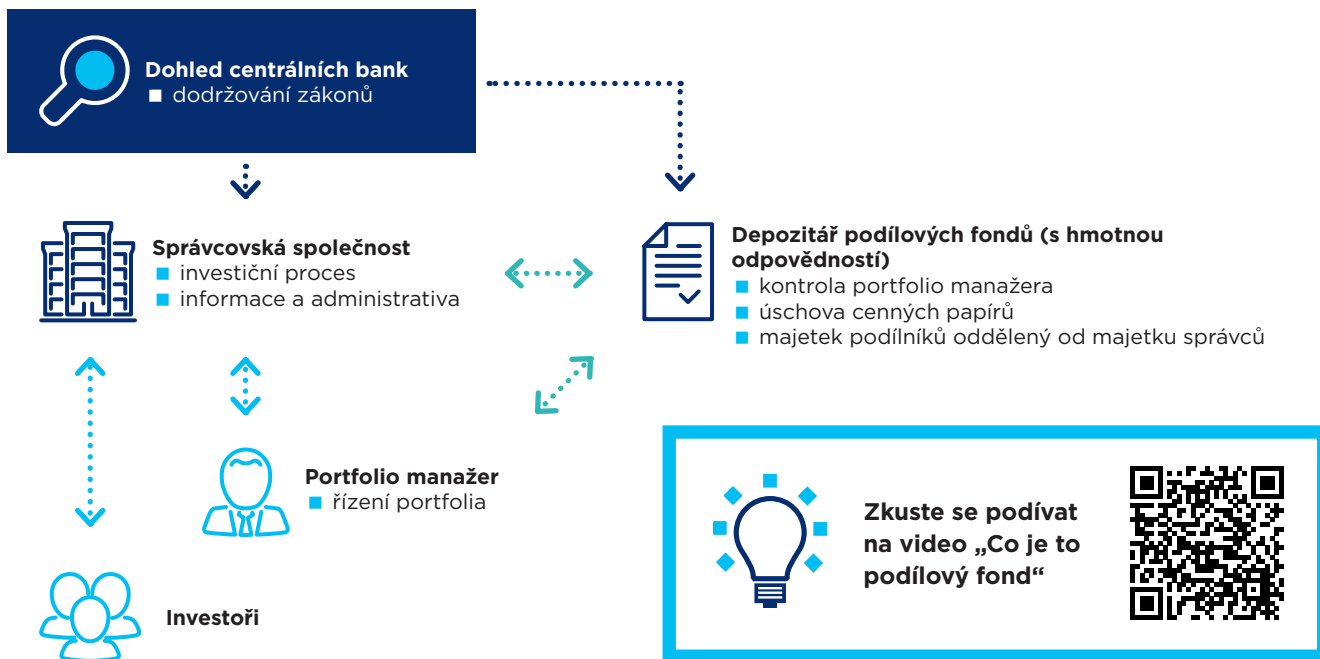 Dohled centrálních bank
dodržování zákonů
Správcovská společnost
investiční proces
informace a administrativa
Depozitář podílových fondů (s hmotnou
odpovědností)
kontrola portfolio manažera
úschova cenných papírů
majetek podílníků oddělený od majetku správců
Portfolio manažer
řízení portfolia
Investoři
Zkuste se podívat
na video „Co je to
podílový fond“